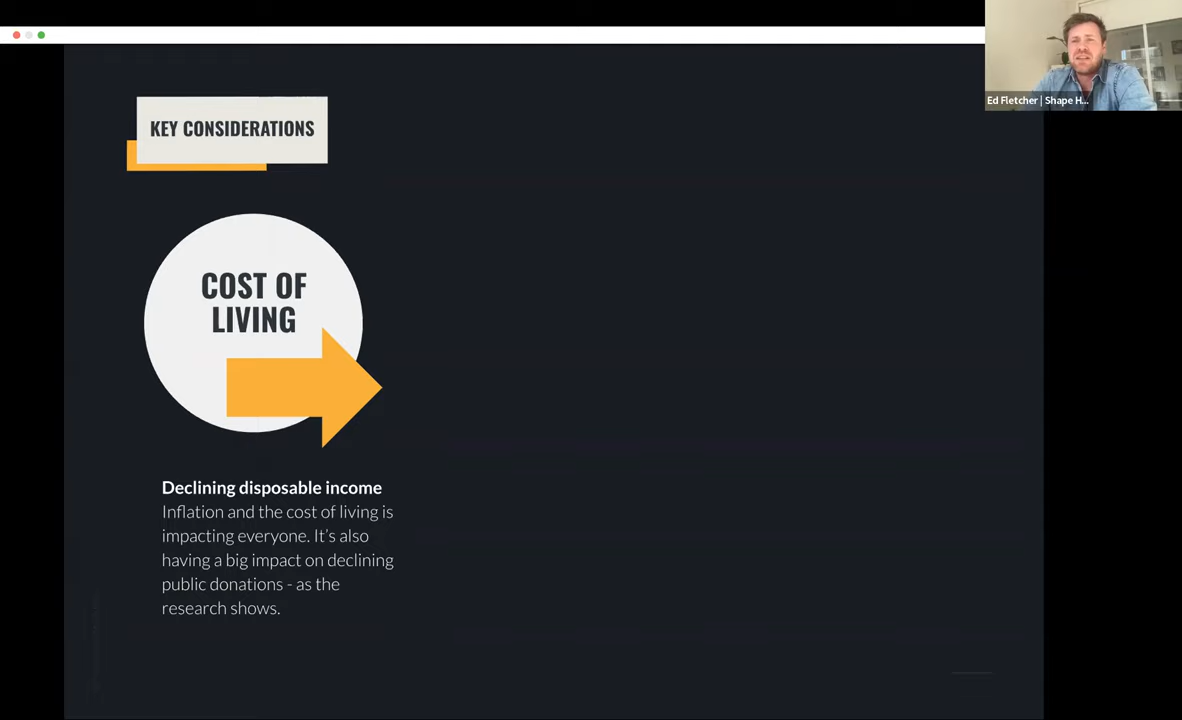 KEY CONSIDERATIONS
COST OF
LIVING
Declining disposable income
Inflation and the cost of living is
impacting everyone. It's also
having a big impact on declining
public donations - as the
research shows.
Ed Fletcher | Shape H...